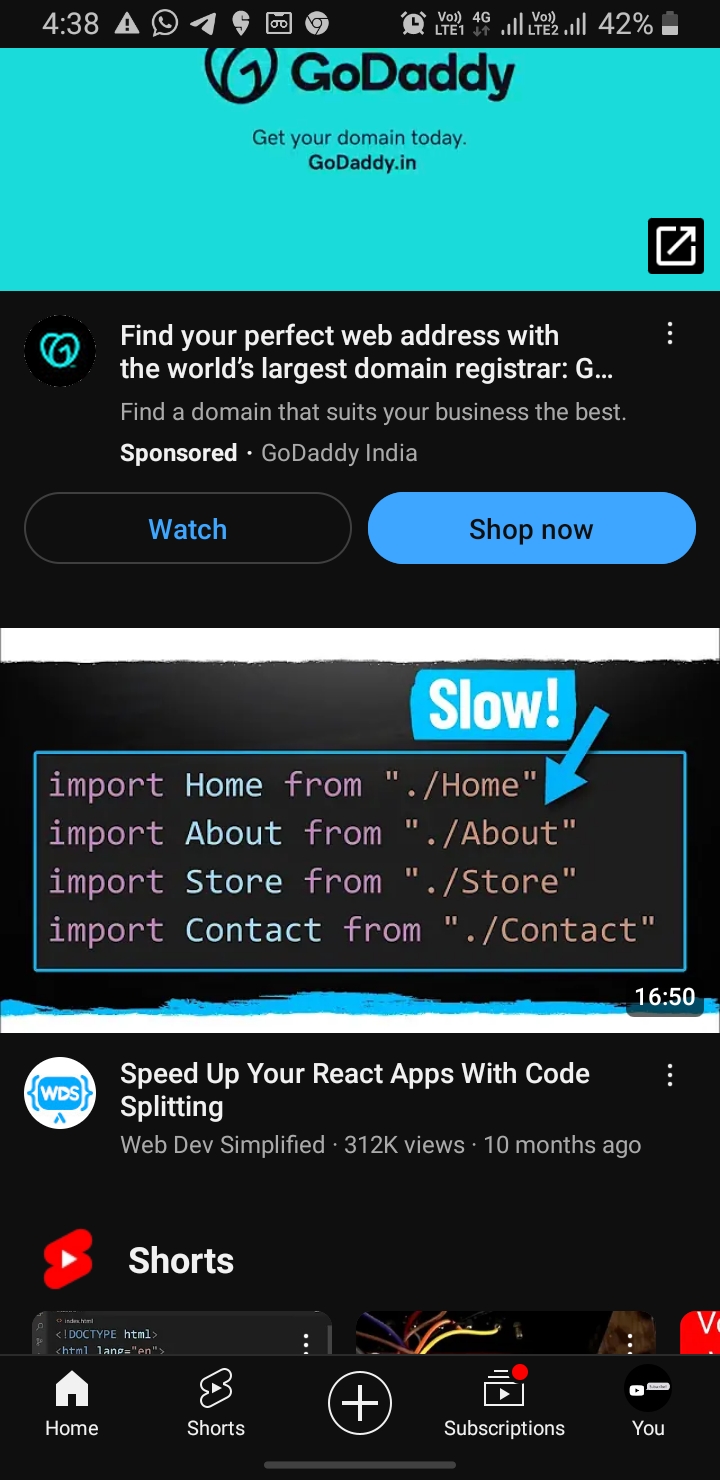 4:38 Vo)) LTE1 4G Vo)) LTE2 42%
GoDaddy
Get your domain today.
GoDaddy.in
Find your perfect web address with
the world’s largest domain registrar: G...
Find a domain that suits your business the best.
Sponsored · GoDaddy India
Watch Shop now
Slow!
import Home from "./Home"
import About from "./About"
import Store from "./Store"
import Contact from "./Contact"
16:50
{WDS}
Speed Up Your React Apps With Code
Splitting
Web Dev Simplified · 312K views · 10 months ago
Shorts
<> index.html
<!DOCTYPE html>
<html lang="en">
Home Shorts Subscriptions You